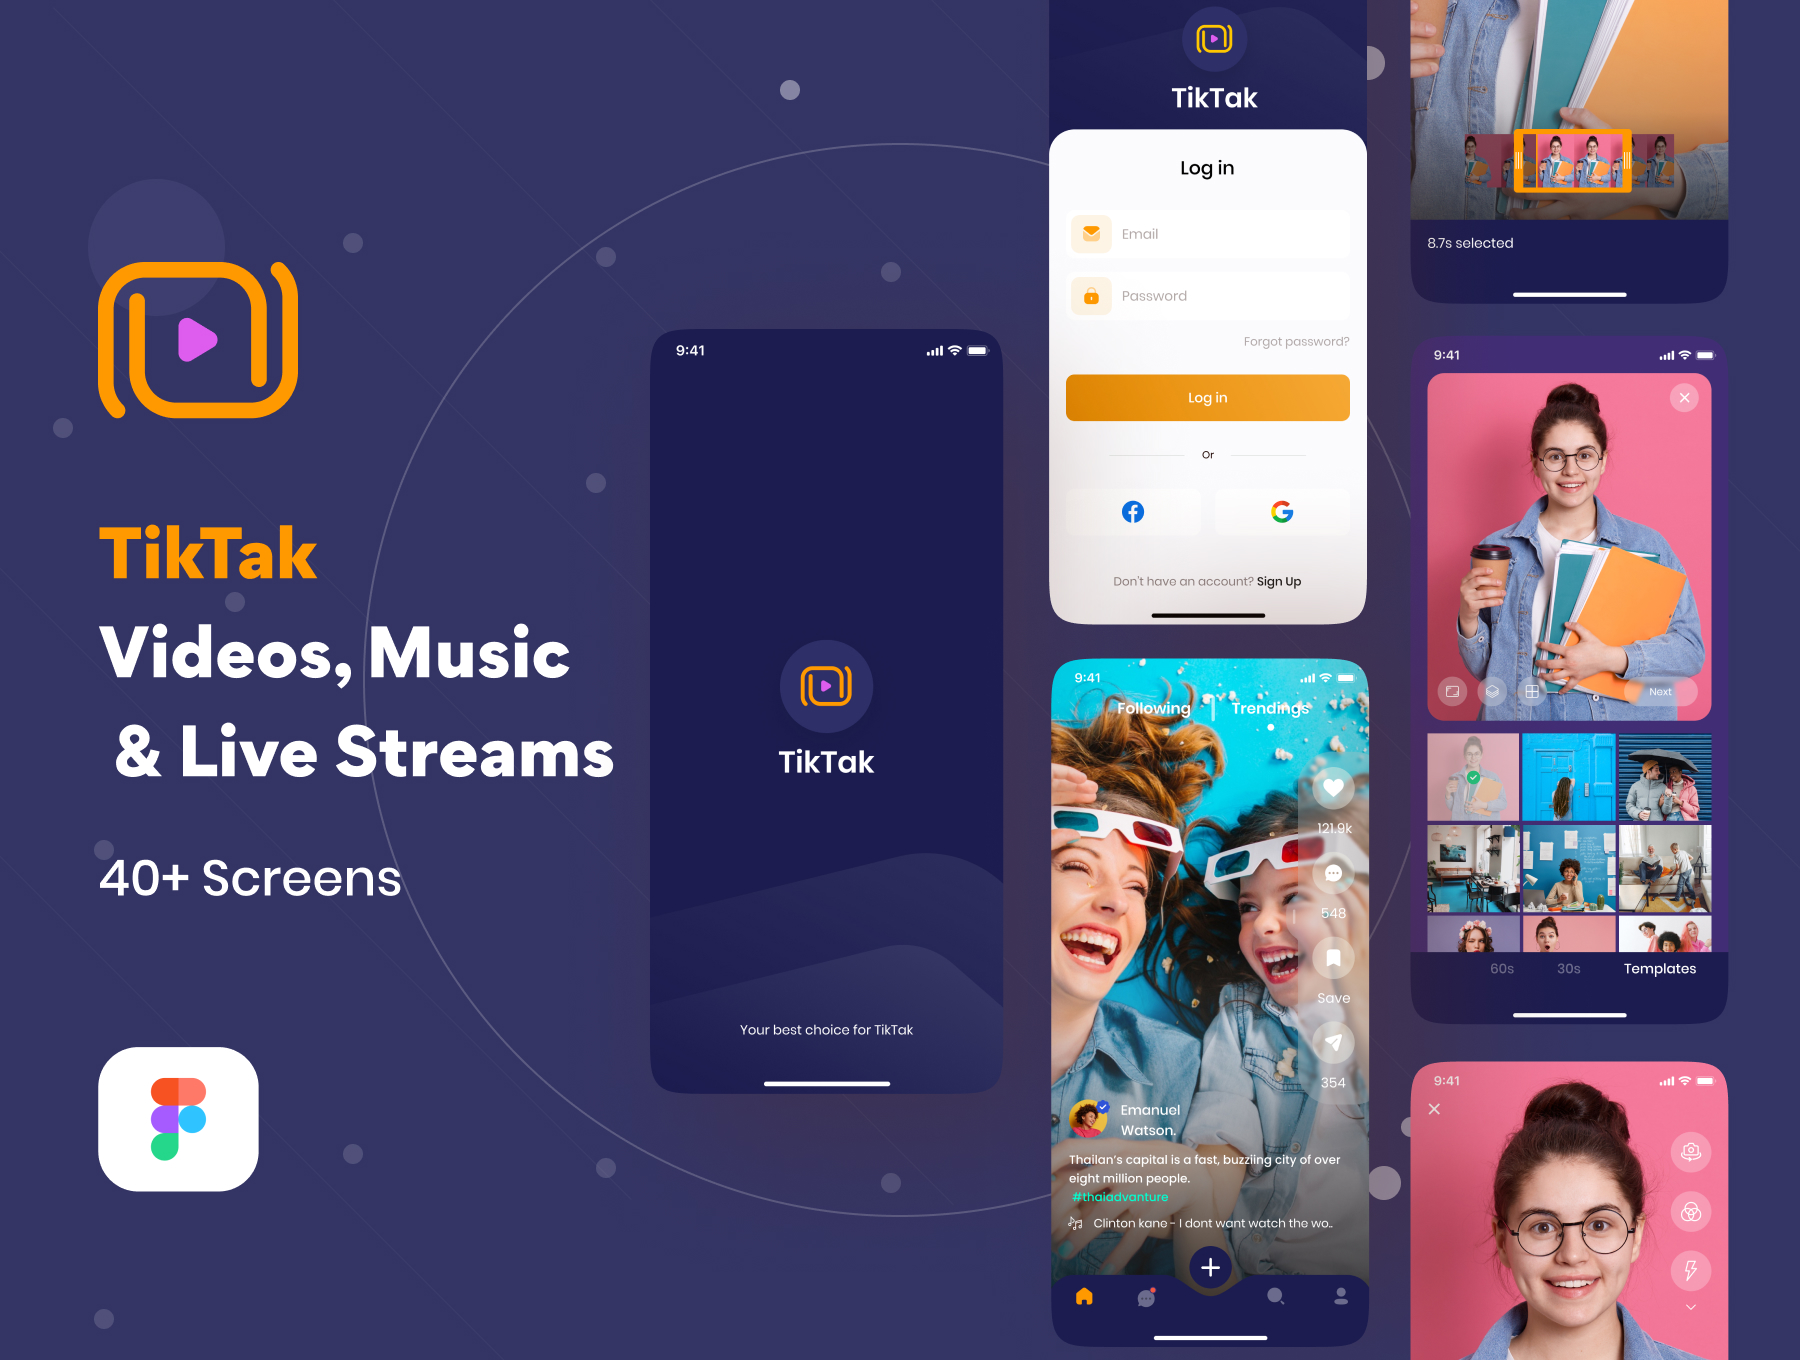 TikTak
Videos, Music
& Live Streams
40+ Screens
9:41
TikTak
Your best choice for TikTak
TikTak
Log in
Email
Password
Forgot password?
Log in
Or
Don't have an account? Sign Up
9:41
Following
Trendings
121.9k
548
Save
354
Emanuel
Watson.
Thailan's capital is a fast, buzzling city of over
eight million people.
#thaiadvanture
Clinton kane - I dont want watch the wo..
8.7s selected
9:41
Next
60s
30s
Templates
9:41